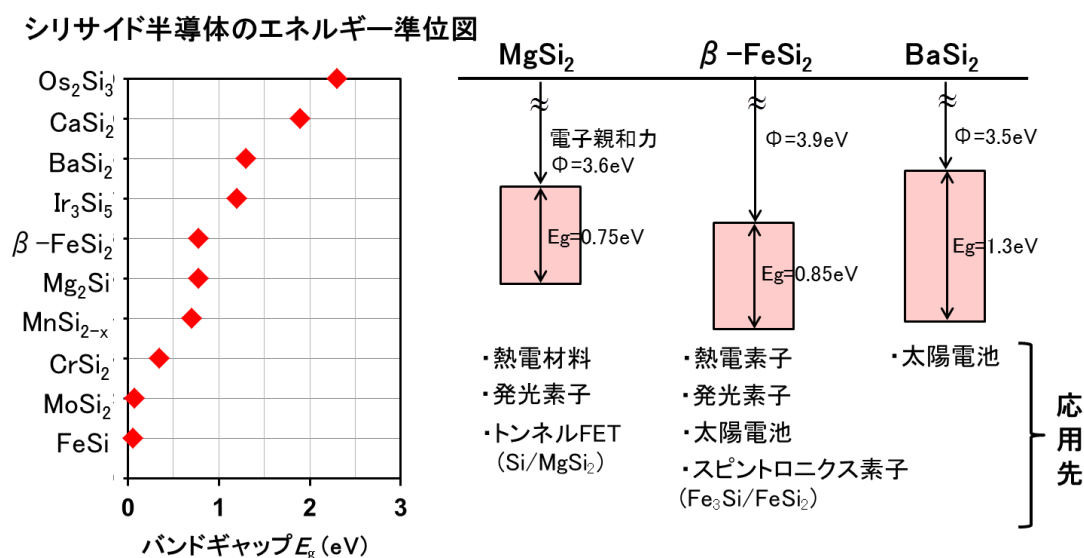 シリサイド半導体のエネルギー準位図
Os₂Si₃
CaSi₂
BaSi₂
Ir₃Si₅
β-FeSi₂
Mg₂Si
MnSi₂₋ₓ
CrSi₂
MoSi₂
FeSi
0 1 2 3
バンドギャップEg (eV)
MgSi₂ β-FeSi₂ BaSi₂
≈ ≈ ≈
電子親和力
Φ=3.6eV
Φ=3.9eV
Φ=3.5eV
Eg=0.75eV
Eg=0.85eV
Eg=1.3eV
・熱電材料
・発光素子
・トンネルFET
(Si/MgSi₂)
・熱電素子
・発光素子
・太陽電池
・スピントロニクス素子
(Fe₃Si/FeSi₂)
・太陽電池
応用先